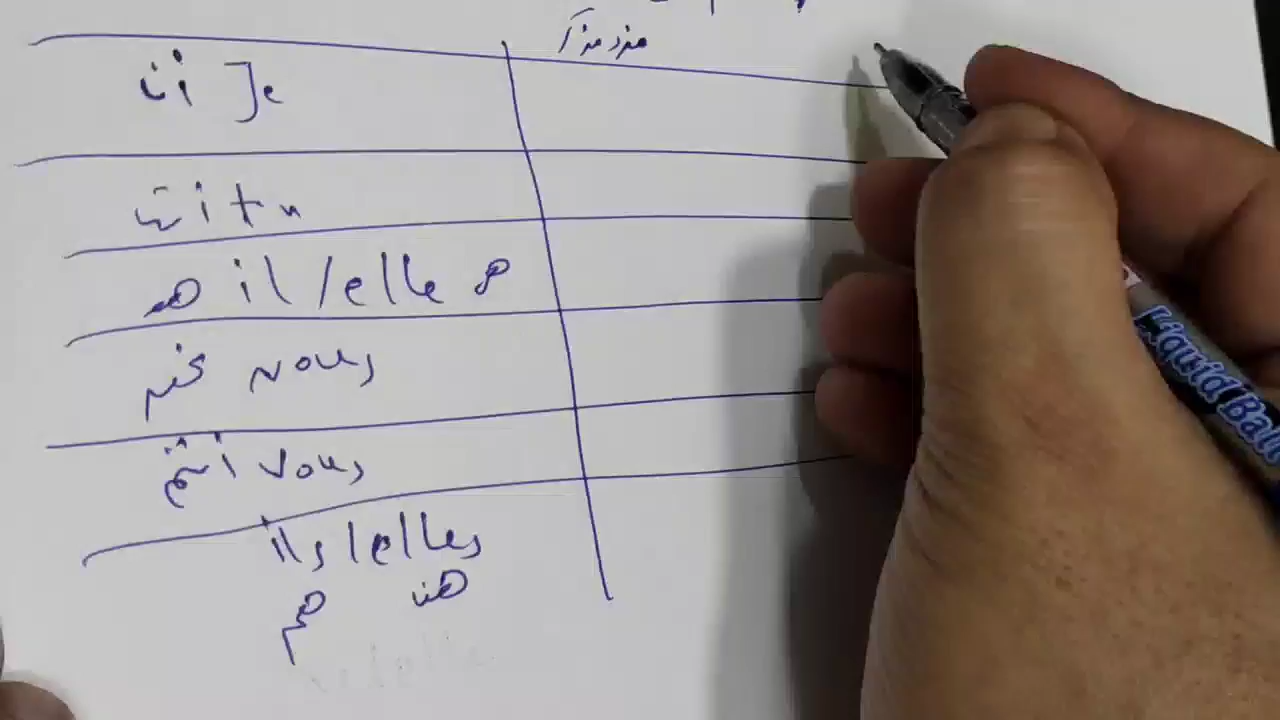 مفرد مذكر
أنا Je
أنت tu
هو il/elle هي
نحن Nous
أنتم Vous
ils/elles
هم هن
Liquid Ball